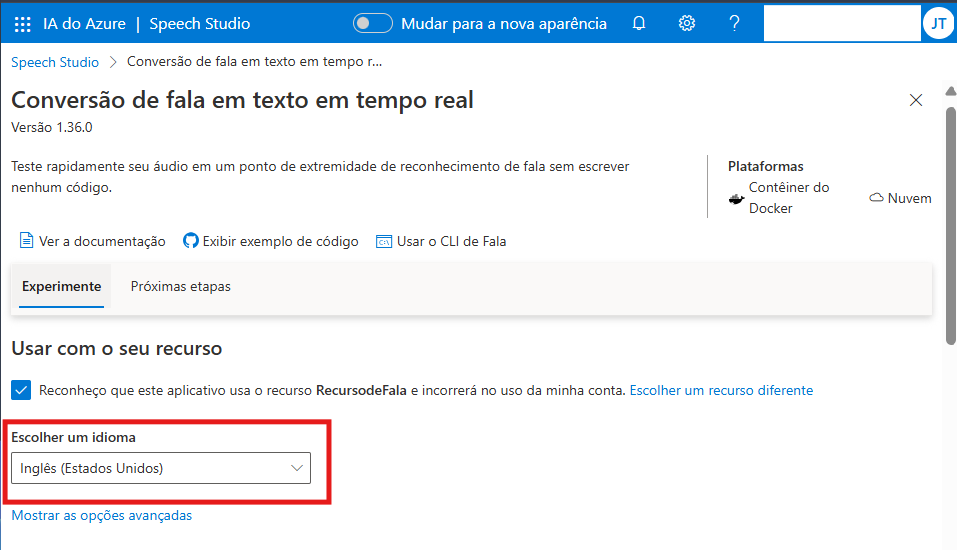 IA do Azure | Speech Studio
Mudar para a nova aparência
?
JT
Speech Studio > Conversão de fala em texto em tempo r...
Conversão de fala em texto em tempo real
Versão 1.36.0
Teste rapidamente seu áudio em um ponto de extremidade de reconhecimento de fala sem escrever
nenhum código.
Plataformas
Contêiner do
Docker
Nuvem
Ver a documentação
Exibir exemplo de código
Usar o CLI de Fala
Experimente
Próximas etapas
Usar com o seu recurso
Reconheço que este aplicativo usa o recurso RecursodeFala e incorrerá no uso da minha conta. Escolher um recurso diferente
Escolher um idioma
Inglês (Estados Unidos)
Mostrar as opções avançadas